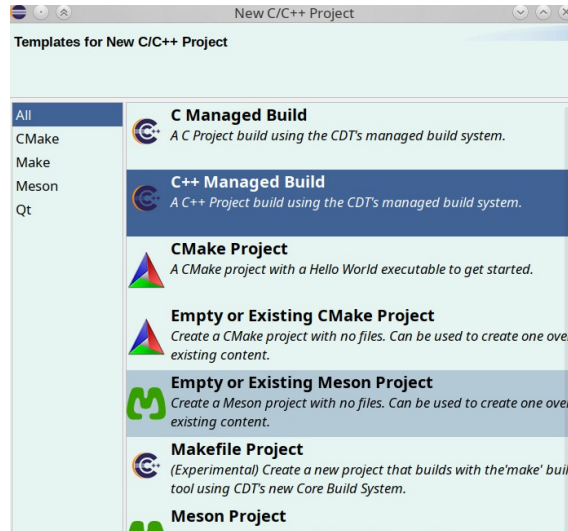 New C/C++ Project
Templates for New C/C++ Project
All
CMake
Make
Meson
Qt
C Managed Build
A C Project build using the CDT's managed build system.
C++ Managed Build
A C++ Project build using the CDT's managed build system.
CMake Project
A CMake project with a Hello World executable to get started.
Empty or Existing CMake Project
Create a CMake project with no files. Can be used to create one over
existing content.
Empty or Existing Meson Project
Create a Meson project with no files. Can be used to create one over
existing content.
Makefile Project
(Experimental) Create a new project that builds with the'make' buil
tool using CDT's new Core Build System.
Meson Project